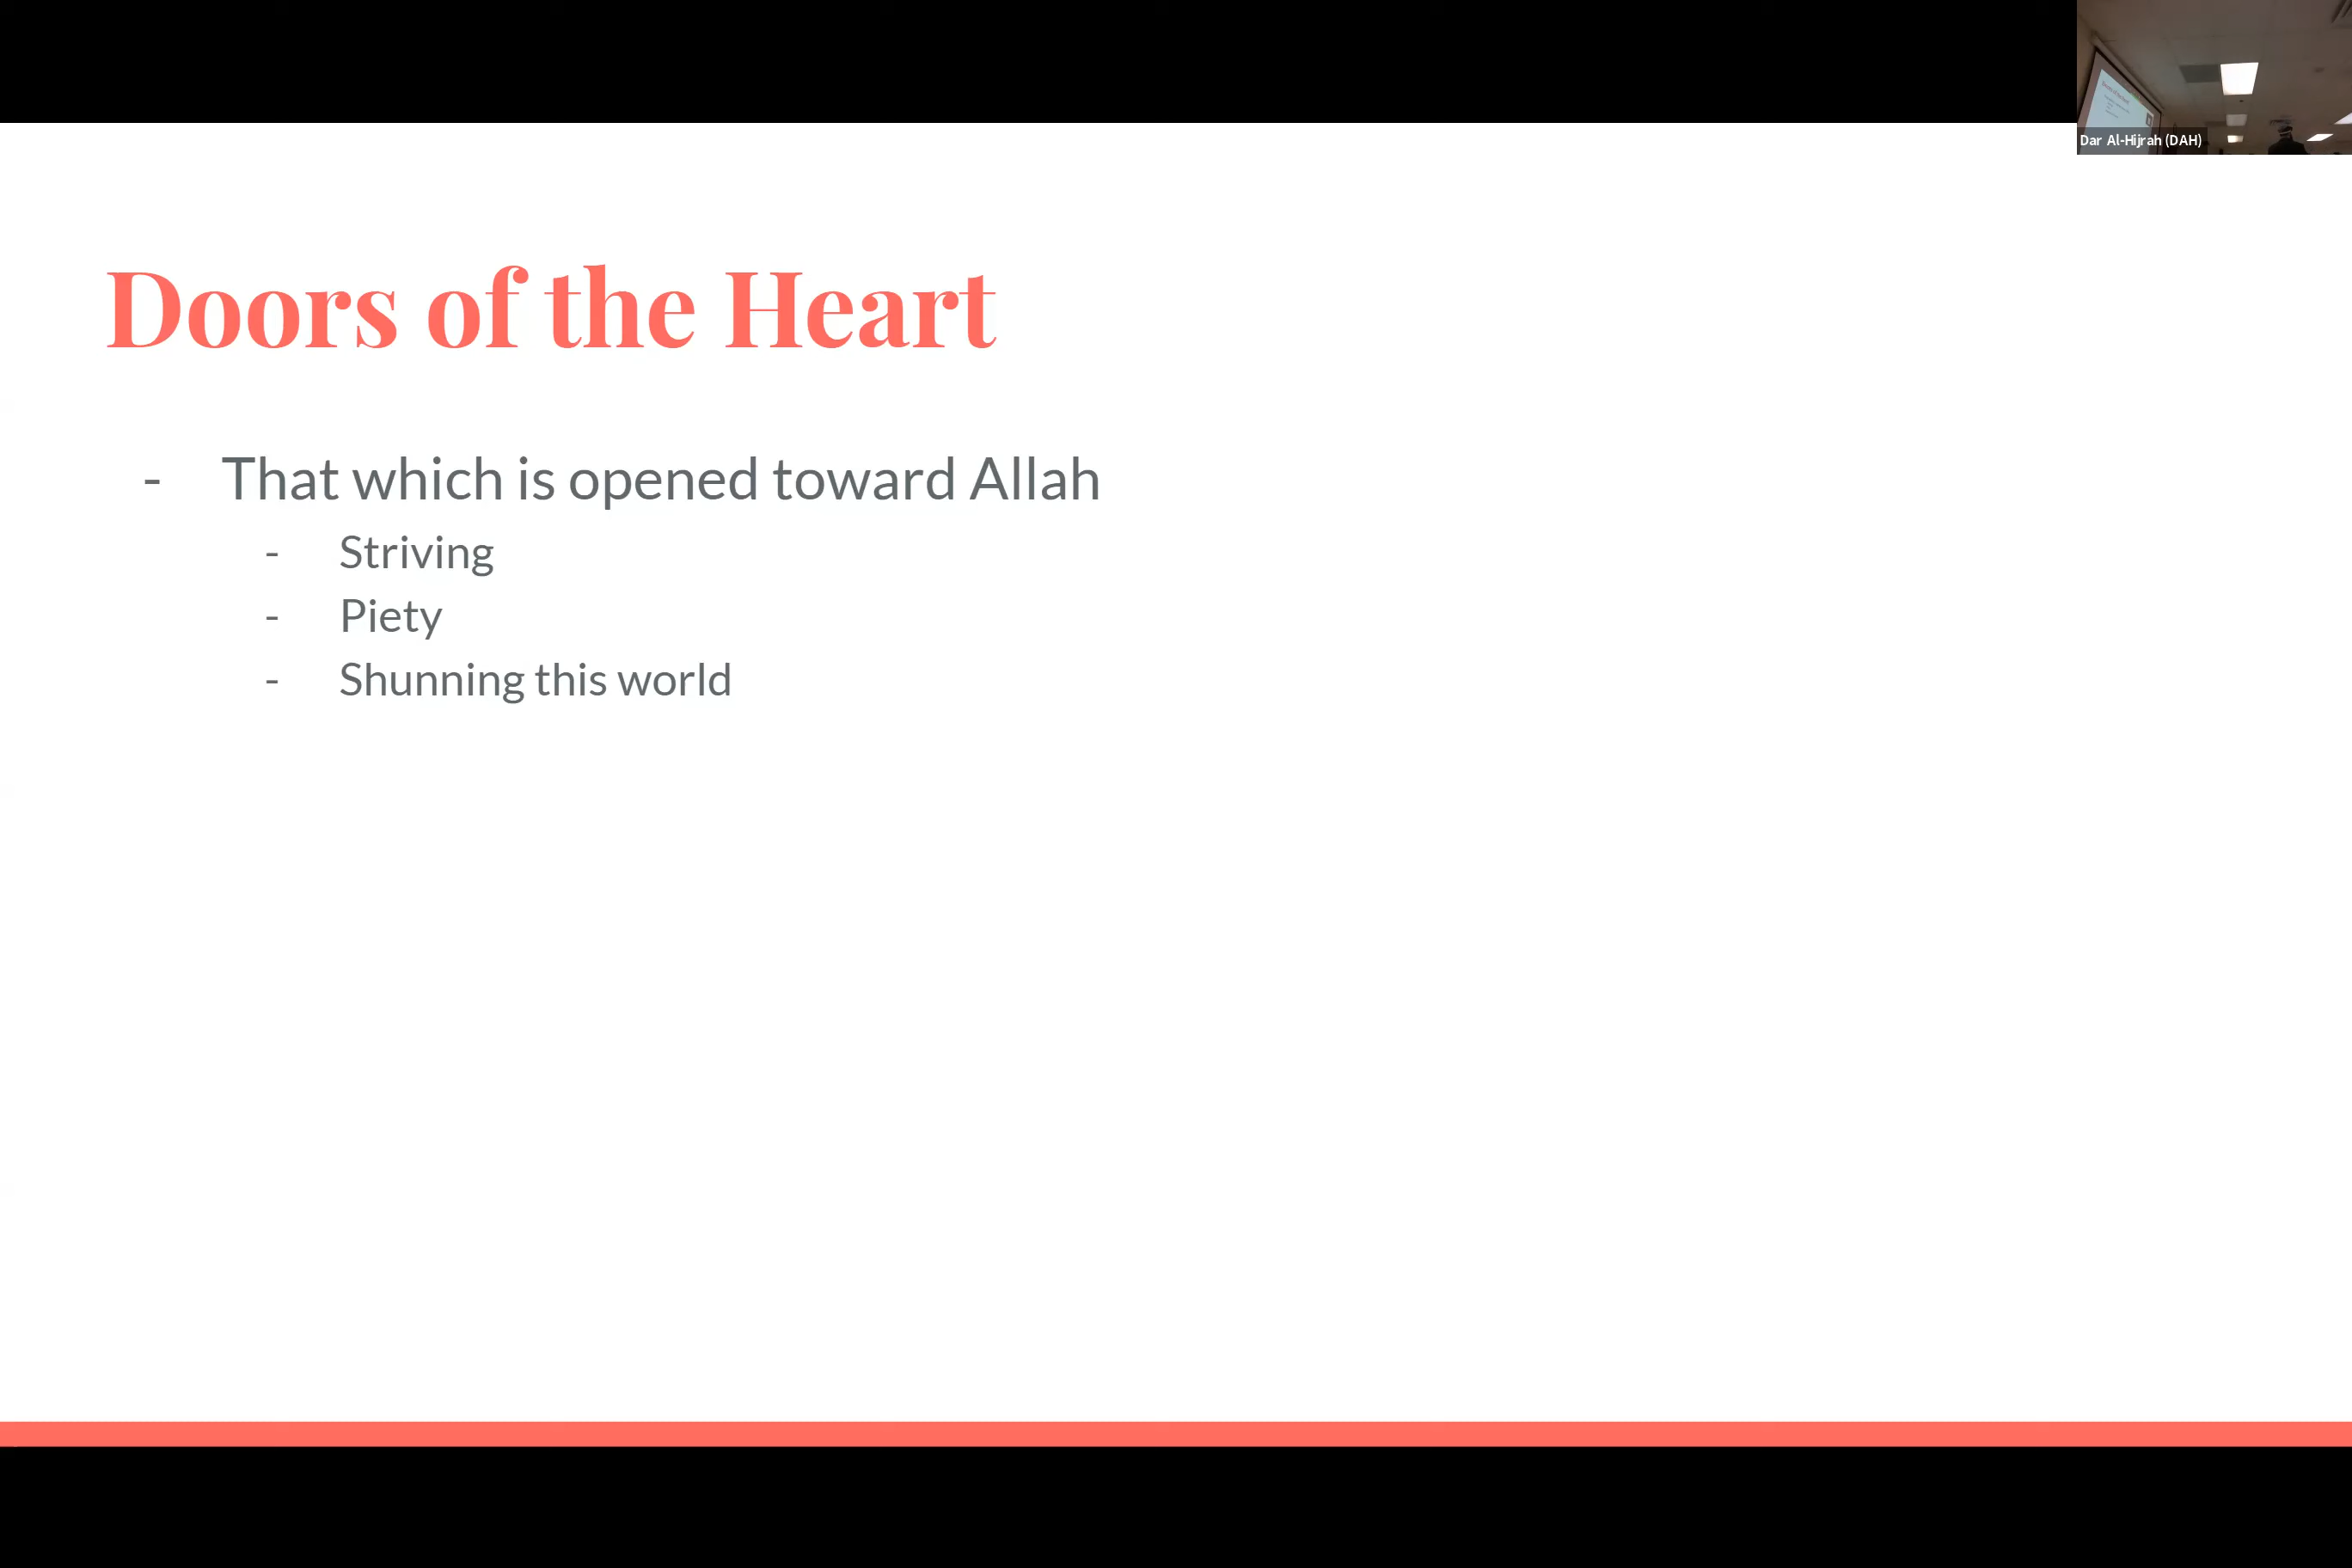 Dar Al-Hijrah (DAH)
Doors of the Heart
- That which is opened toward Allah
- Striving
- Piety
- Shunning this world